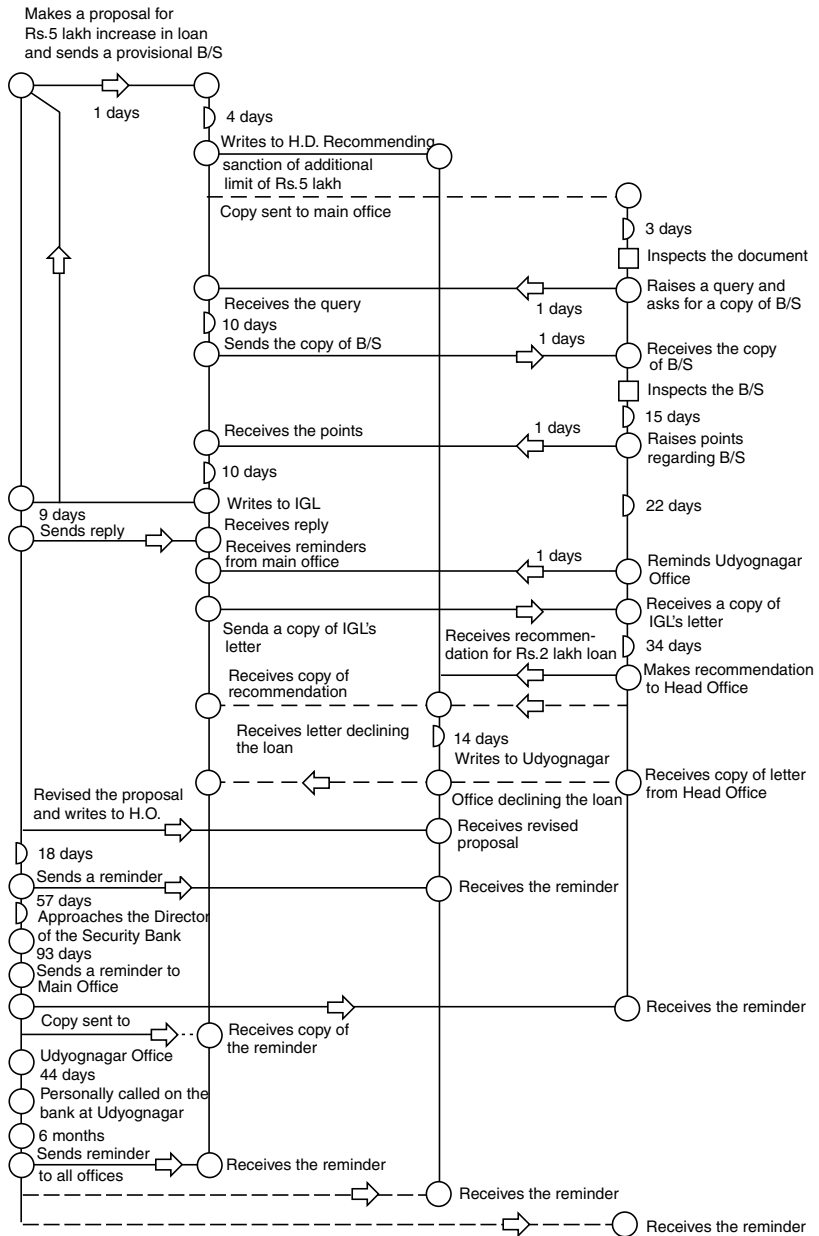 Makes a proposal for
Rs.5 lakh increase in loan
and sends a provisional B/S
1 days
4 days
Writes to H.D. Recommending
sanction of additional
limit of Rs.5 lakh
Copy sent to main office
3 days
Inspects the document
Raises a query and
asks for a copy of B/S
1 days
Receives the query
10 days
Sends the copy of B/S
1 days
Receives the copy
of B/S
Inspects the B/S
15 days
Receives the points
1 days
Raises points
regarding B/S
10 days
Writes to IGL
22 days
9 days
Sends reply
Receives reply
Receives reminders
from main office
1 days
Reminds Udyognagar
Office
Senda a copy of IGL's
letter
Receives a copy of
IGL's letter
Receives recommen-
dation for Rs.2 lakh loan
34 days
Makes recommendation
to Head Office
Receives copy of
recommendation
Receives letter declining
the loan
14 days
Writes to Udyognagar
Office declining the loan
Receives copy of letter
from Head Office
Revised the proposal
and writes to H.O.
Receives revised
proposal
18 days
Sends a reminder
Receives the reminder
57 days
Approaches the Director
of the Security Bank
93 days
Sends a reminder to
Main Office
Receives the reminder
Copy sent to
Receives copy of
the reminder
Udyognagar Office
44 days
Personally called on the
bank at Udyognagar
6 months
Sends reminder
to all offices
Receives the reminder
Receives the reminder
Receives the reminder